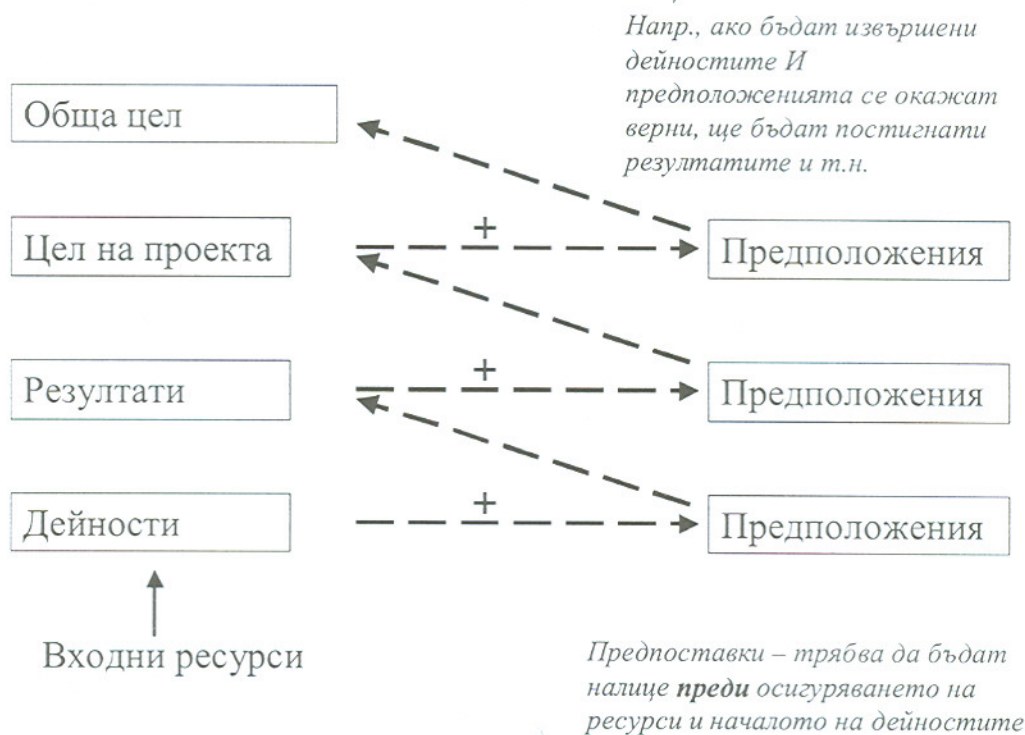 Напр., ако бъдат извършени
дейностите И
предположенията се окажат
верни, ще бъдат постигнати
резултатите и т.н.
Обща цел
Цел на проекта
+
Предположения
Резултати
+
Предположения
Дейности
+
Предположения
Входни ресурси
Предпоставки – трябва да бъдат
налице преди осигуряването на
ресурси и началото на дейностите